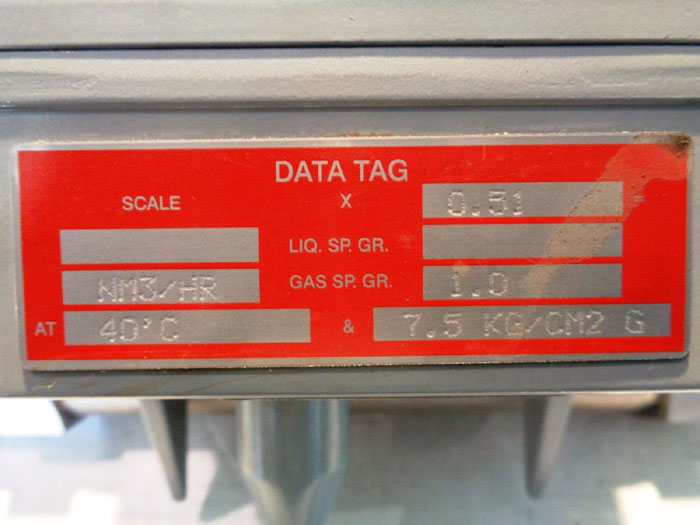 DATA TAG
SCALE X 0.51 =
LIQ. SP. GR.
NM3/HR GAS SP. GR. 1.0
AT 40°C & 7.5 KG/CM2 G